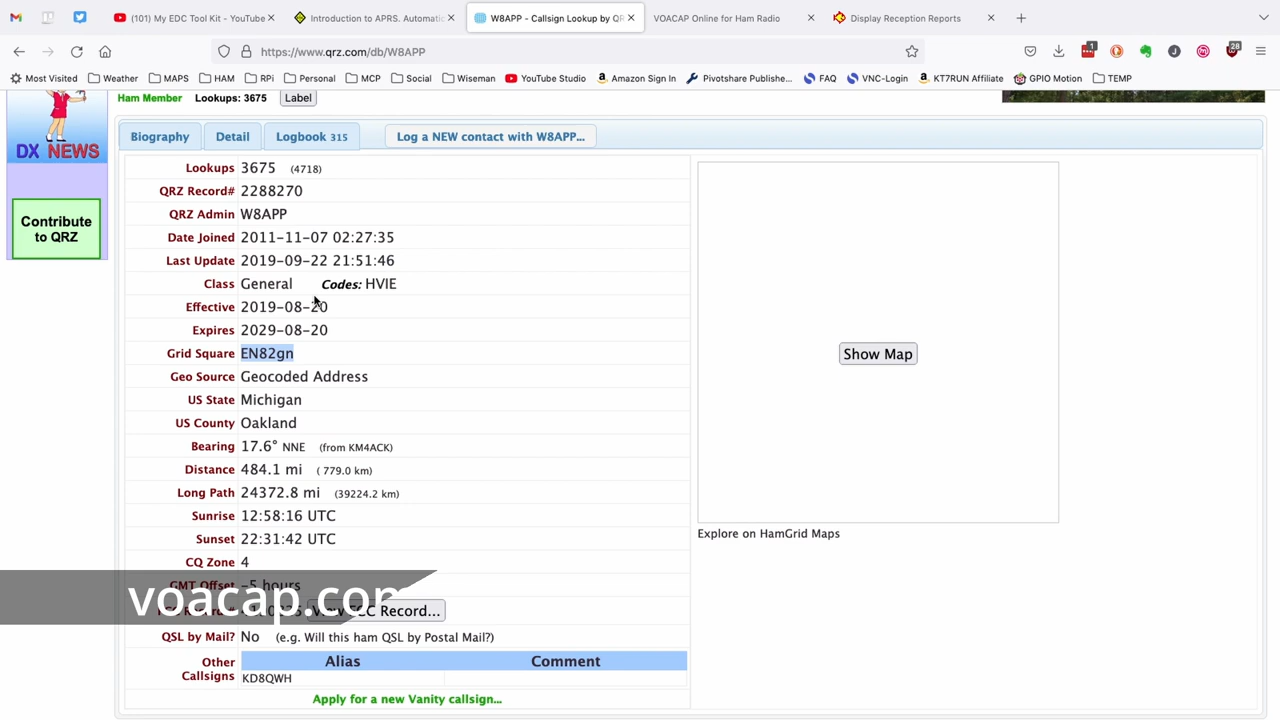 (101) My EDC Tool Kit - YouTube
Introduction to APRS. Automatic
W8APP - Callsign Lookup by QR
VOACAP Online for Ham Radio
Display Reception Reports
https://www.qrz.com/db/W8APP
1
28
Most Visited Weather MAPS HAM RPi Personal MCP Social Wiseman YouTube Studio Amazon Sign In Pivotshare Publishe... FAQ VNC-Login KT7RUN Affiliate GPIO Motion TEMP
Ham Member Lookups: 3675 Label
DX NEWS
Contribute
to QRZ
Biography Detail Logbook 315 Log a NEW contact with W8APP...
Lookups 3675 (4718)
QRZ Record# 2288270
QRZ Admin W8APP
Date Joined 2011-11-07 02:27:35
Last Update 2019-09-22 21:51:46
Class General Codes: HVIE
Effective 2019-08-20
Expires 2029-08-20
Grid Square EN82gn
Geo Source Geocoded Address
US State Michigan
US County Oakland
Bearing 17.6° NNE (from KM4ACK)
Distance 484.1 mi ( 779.0 km)
Long Path 24372.8 mi (39224.2 km)
Sunrise 12:58:16 UTC
Sunset 22:31:42 UTC
CQ Zone 4
GMT Offset -5 hours
voacap.com
Record...
QSL by Mail? No (e.g. Will this ham QSL by Postal Mail?)
Other
Callsigns
Alias Comment
KD8QWH
Apply for a new Vanity callsign...
Show Map
Explore on HamGrid Maps